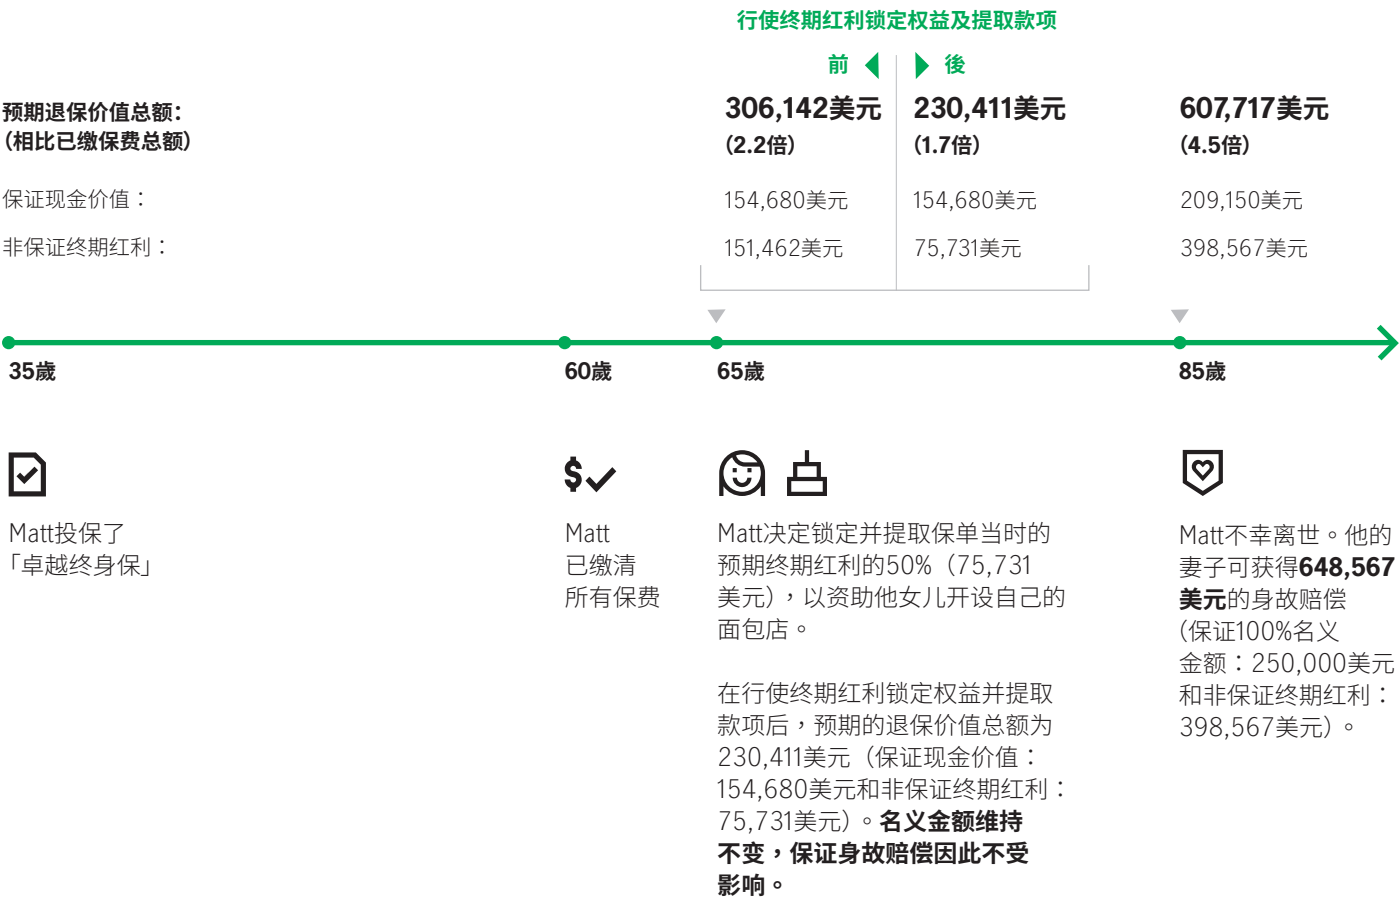 行使终期红利锁定权益及提取款项
前 後
预期退保价值总额：
（相比已缴保费总额）
306,142美元
（2.2倍）
230,411美元
（1.7倍）
607,717美元
（4.5倍）
保证现金价值：
154,680美元
154,680美元
209,150美元
非保证终期红利：
151,462美元
75,731美元
398,567美元
35歲
60歲
65歲
85歲
Matt投保了
「卓越终身保」
$
Matt
已缴清
所有保费
Matt决定锁定并提取保单当时的
预期终期红利的50%（75,731
美元），以资助他女儿开设自己的
面包店。
在行使终期红利锁定权益并提取
款项后，预期的退保价值总额为
230,411美元（保证现金价值：
154,680美元和非保证终期红利：
75,731美元）。名义金额维持
不变，保证身故赔偿因此不受
影响。
Matt不幸离世。他的
妻子可获得648,567
美元的身故赔偿
（保证100%名义
金额：250,000美元
和非保证终期红利：
398,567美元）。